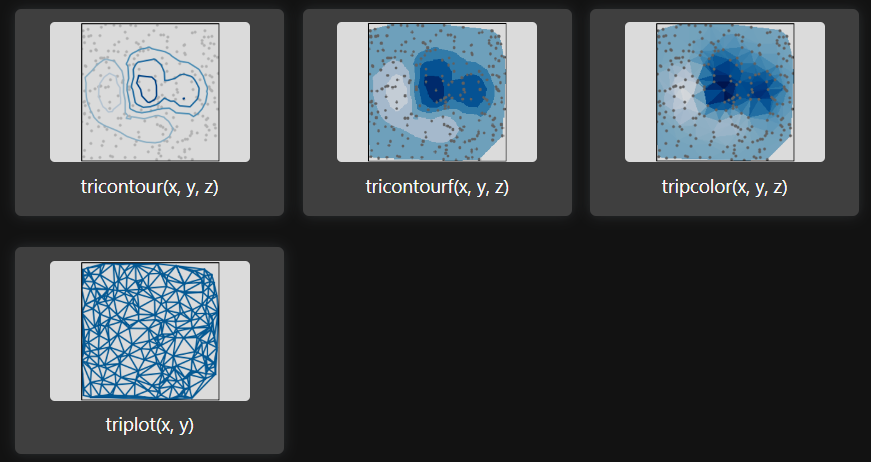 tricontour(x, y, z)
tricontourf(x, y, z)
tripcolor(x, y, z)
triplot(x, y)